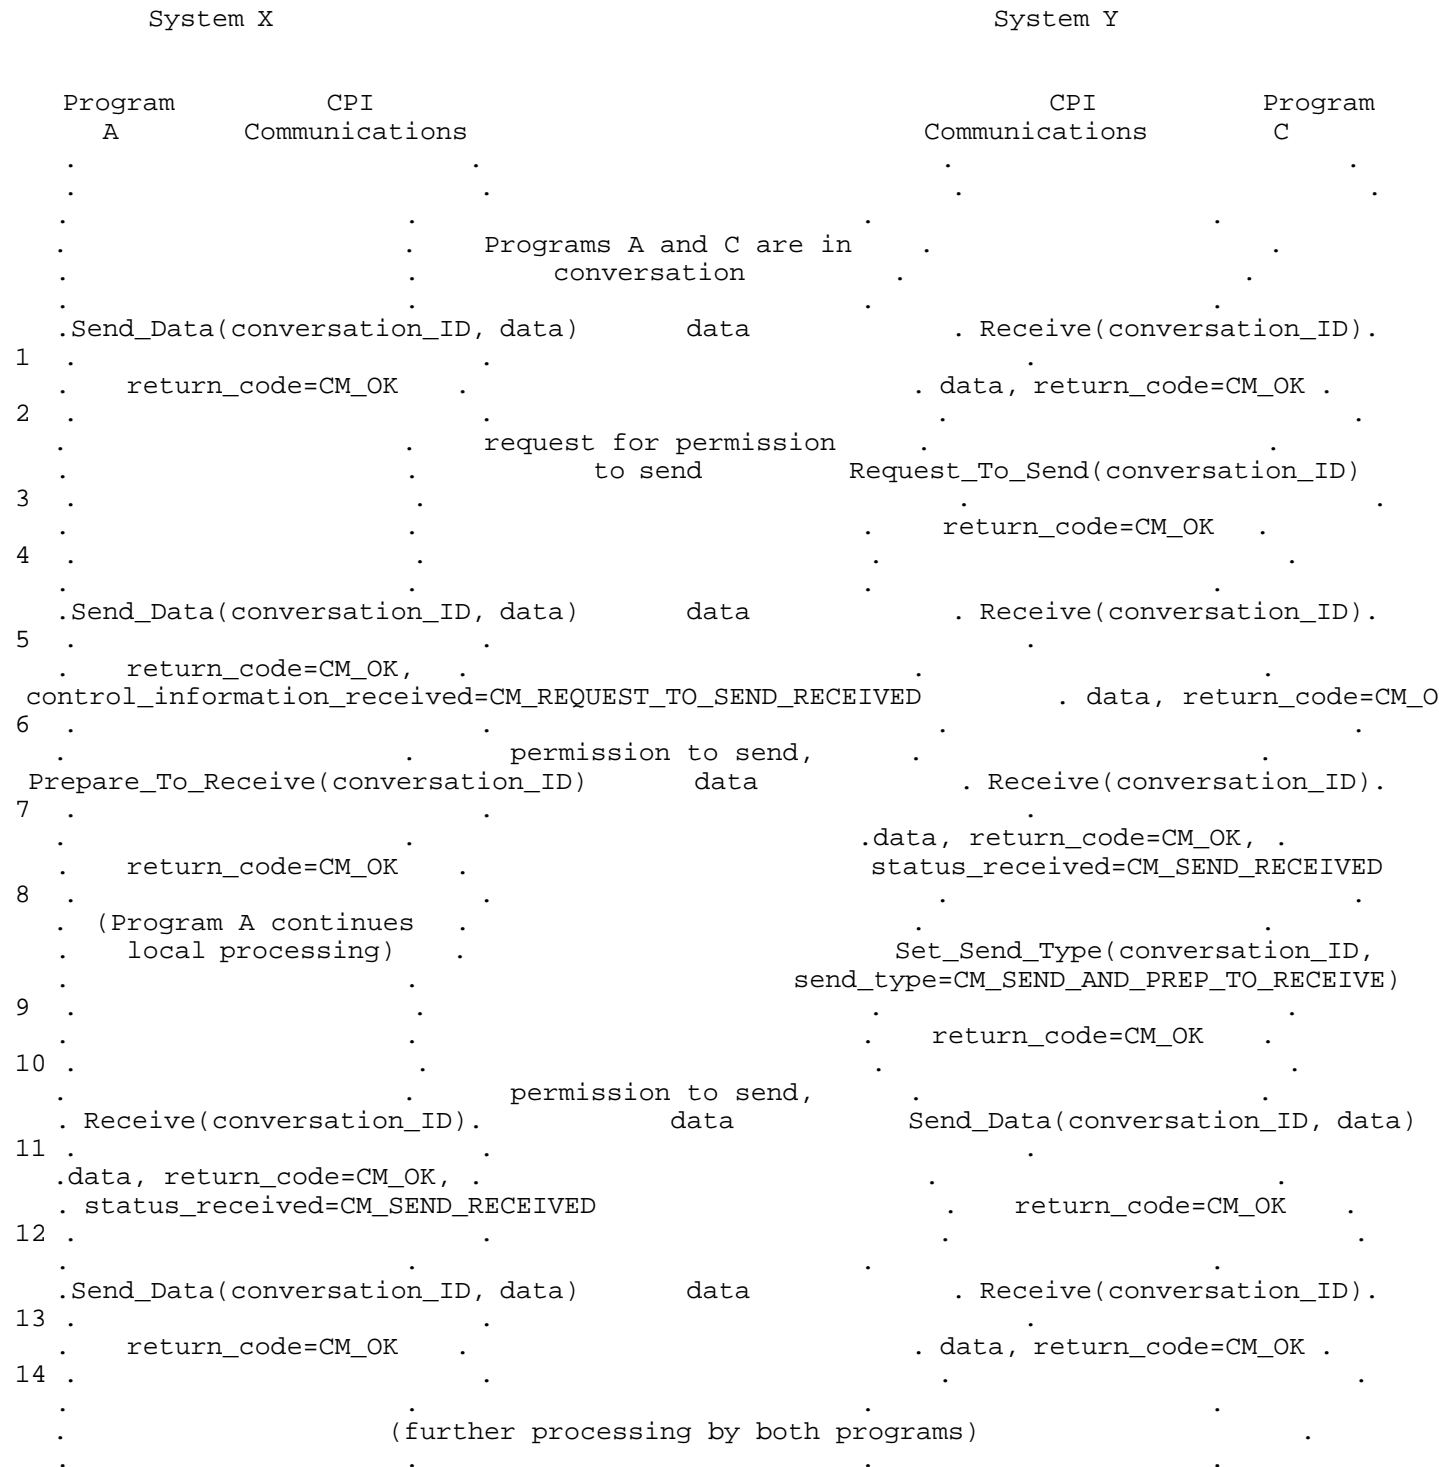 System X System Y
Program CPI CPI Program
A Communications Communications C
. . . .
. . . .
. . . .
. . Programs A and C are in . .
. . conversation . .
. . . .
.Send_Data(conversation_ID, data) data . Receive(conversation_ID).
1 . . .
. return_code=CM_OK . . data, return_code=CM_OK .
2 . . . .
. . request for permission . .
. . to send Request_To_Send(conversation_ID)
3 . . . .
. . . return_code=CM_OK .
4 . . . .
. . . .
.Send_Data(conversation_ID, data) data . Receive(conversation_ID).
5 . . .
. return_code=CM_OK, . . .
control_information_received=CM_REQUEST_TO_SEND_RECEIVED . data, return_code=CM_O
6 . . . .
. . permission to send, . .
Prepare_To_Receive(conversation_ID) data . Receive(conversation_ID).
7 . . .
. . .data, return_code=CM_OK, .
. return_code=CM_OK . status_received=CM_SEND_RECEIVED
8 . . . .
. (Program A continues . . .
. local processing) . Set_Send_Type(conversation_ID,
. . send_type=CM_SEND_AND_PREP_TO_RECEIVE)
9 . . . .
. . . return_code=CM_OK .
10 . . . .
. . permission to send, . .
. Receive(conversation_ID). data Send_Data(conversation_ID, data)
11 . . .
.data, return_code=CM_OK, . . .
. status_received=CM_SEND_RECEIVED . return_code=CM_OK .
12 . . . .
. . . .
.Send_Data(conversation_ID, data) data . Receive(conversation_ID).
13 . . .
. return_code=CM_OK . . data, return_code=CM_OK .
14 . . . .
. . . .
. (further processing by both programs) .
. . . .